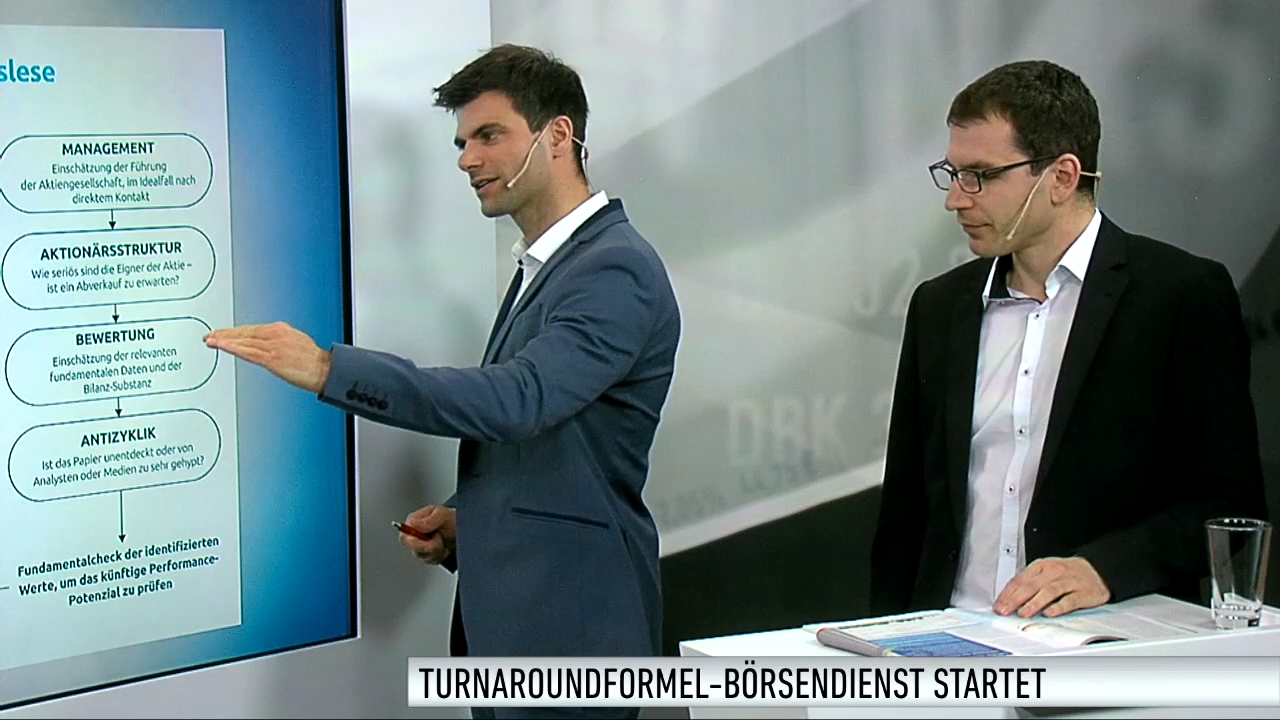 slese
MANAGEMENT
Einschätzung der Führung
der Aktiengesellschaft, im Idealfall nach
direktem Kontakt
AKTIONÄRSSTRUKTUR
Wie seriös sind die Eigner der Aktie –
ist ein Abverkauf zu erwarten?
BEWERTUNG
Einschätzung der relevanten
fundamentalen Daten und der
Bilanz-Substanz
ANTIZYKLIK
Ist das Papier unentdeckt oder von
Analysten oder Medien zu sehr gehypt?
Fundamentalcheck der identifizierten
Werte, um das künftige Performance-
Potenzial zu prüfen
DBK
TURNAROUNDFORMEL-BÖRSENDIENST STARTET